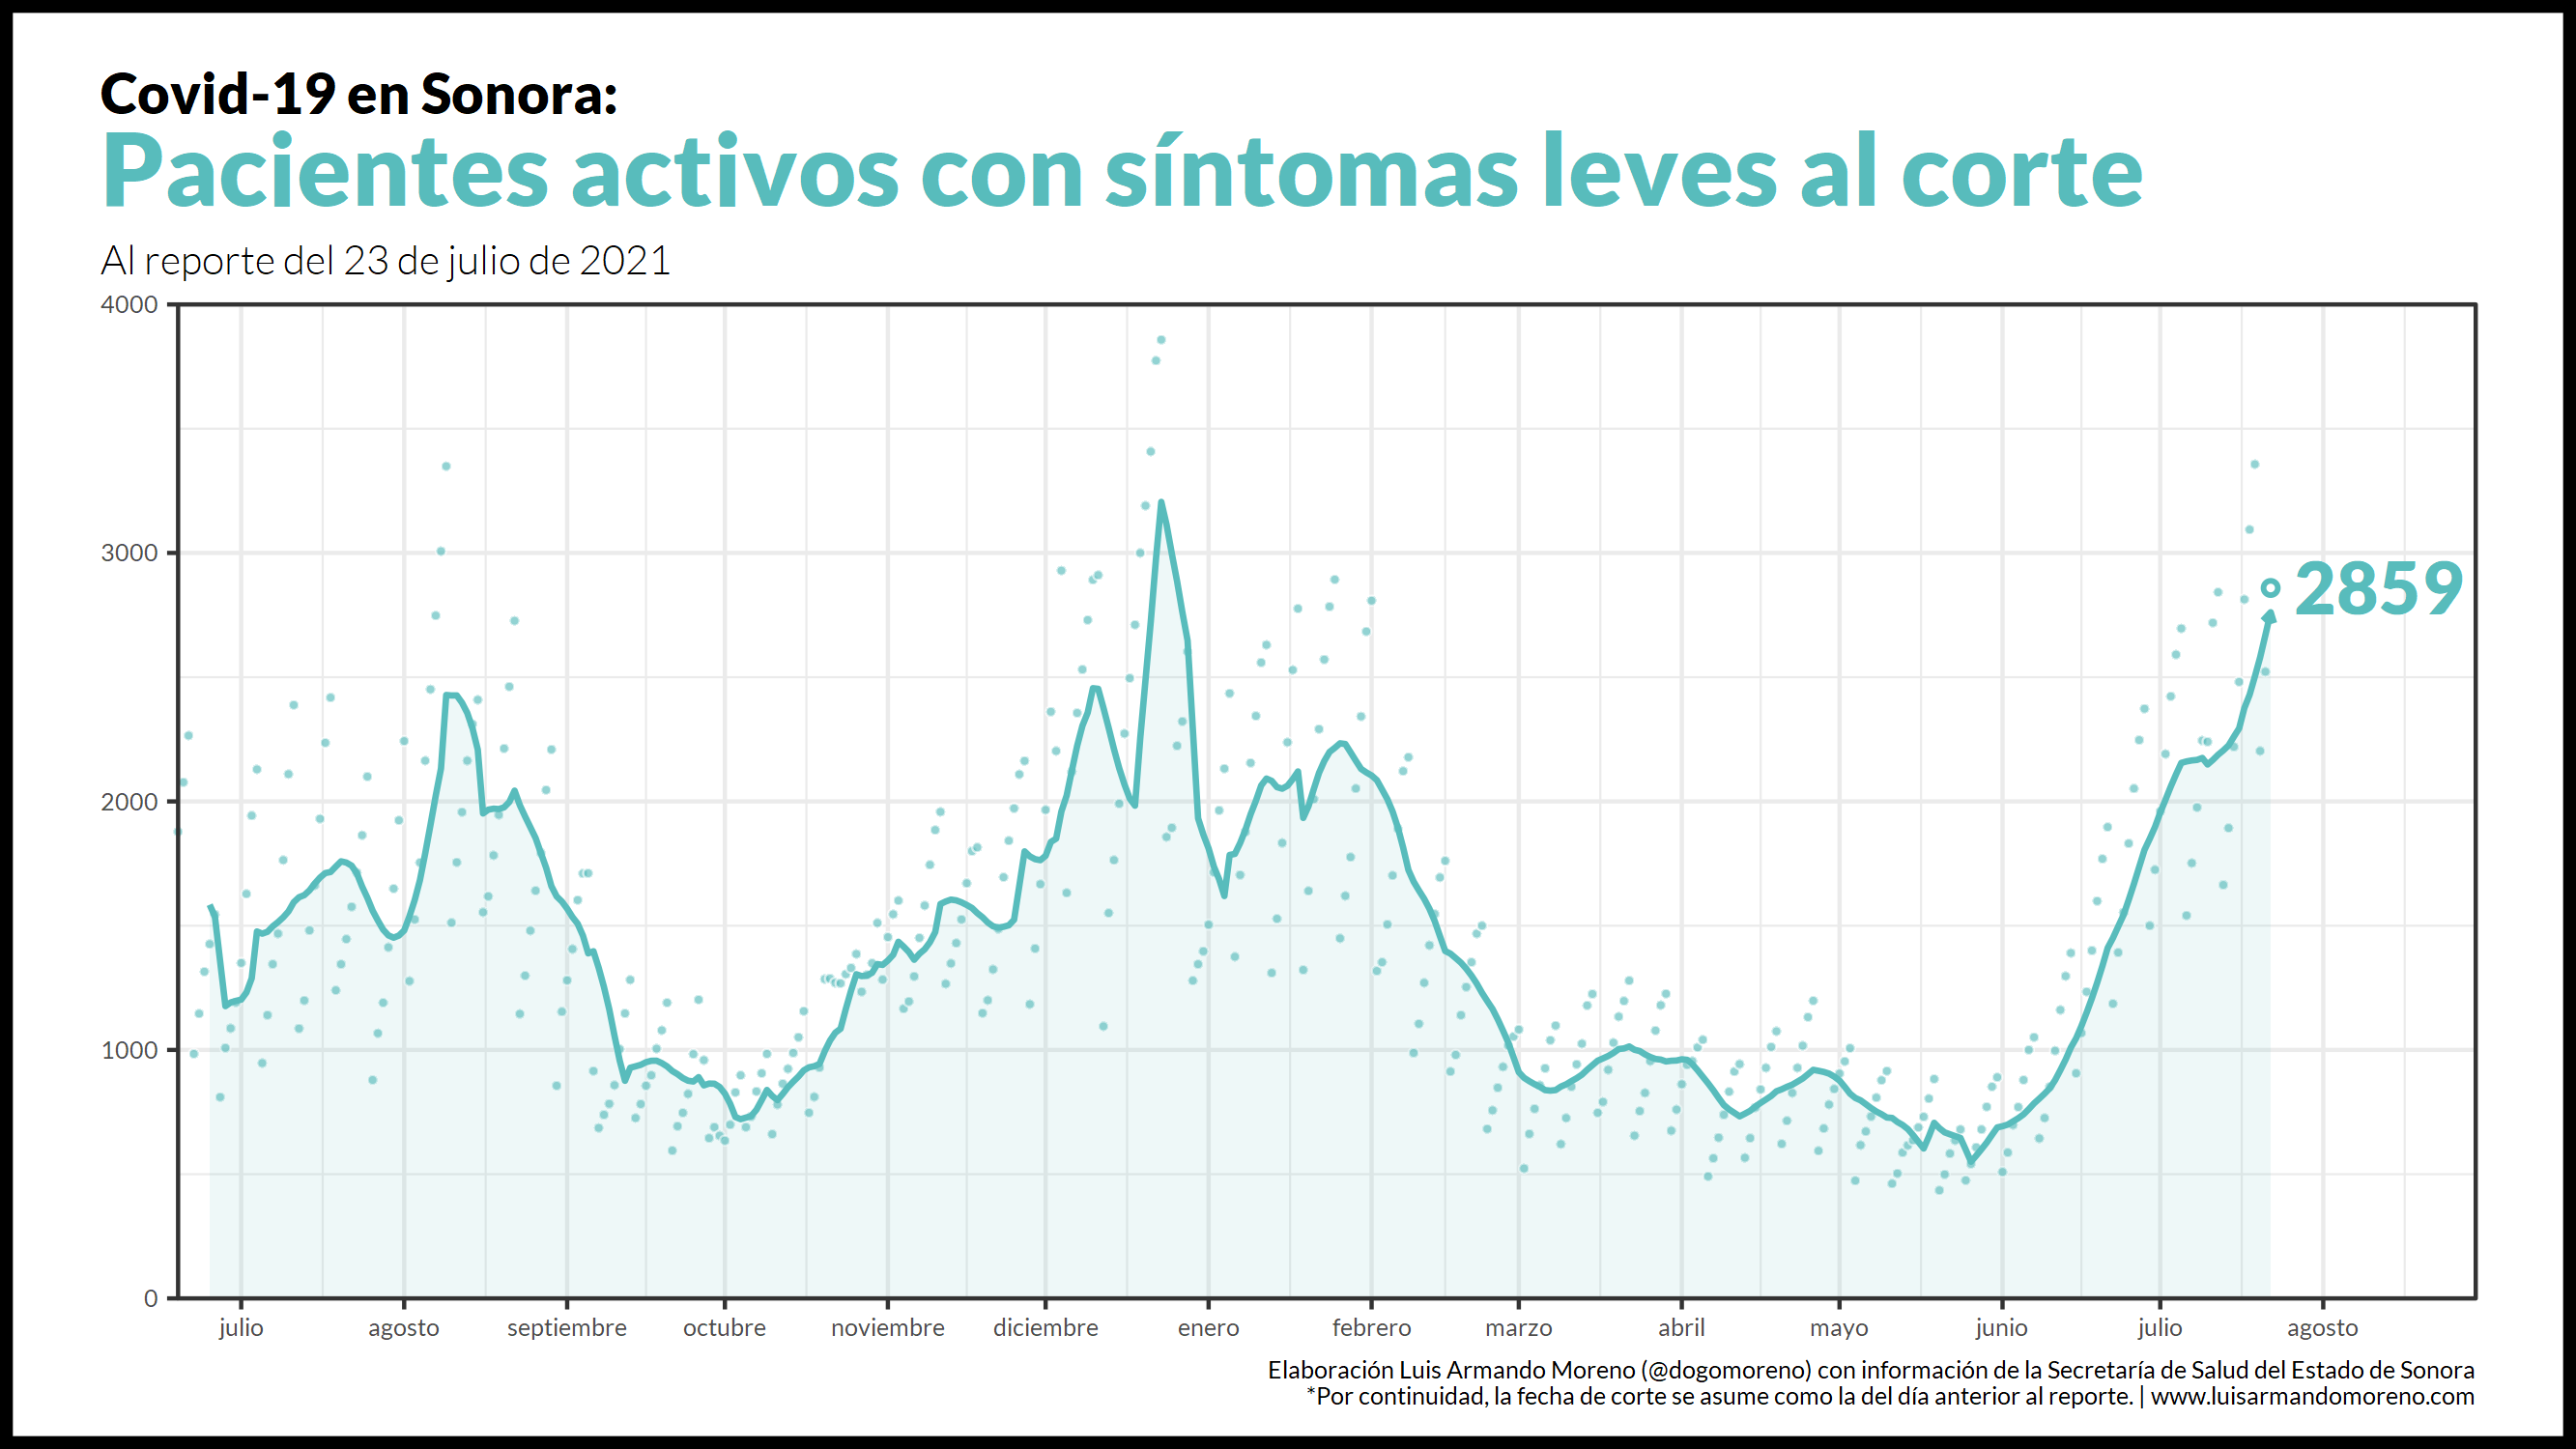 Covid-19 en Sonora:
Pacientes activos con síntomas leves al corte
Al reporte del 23 de julio de 2021
4000
3000
2000
1000
0
2859
julio agosto septiembre octubre noviembre diciembre enero febrero marzo abril mayo junio julio agosto
Elaboración Luis Armando Moreno (@dogomoreno) con información de la Secretaría de Salud del Estado de Sonora
*Por continuidad, la fecha de corte se asume como la del día anterior al reporte. | www.luisarmandomoreno.com